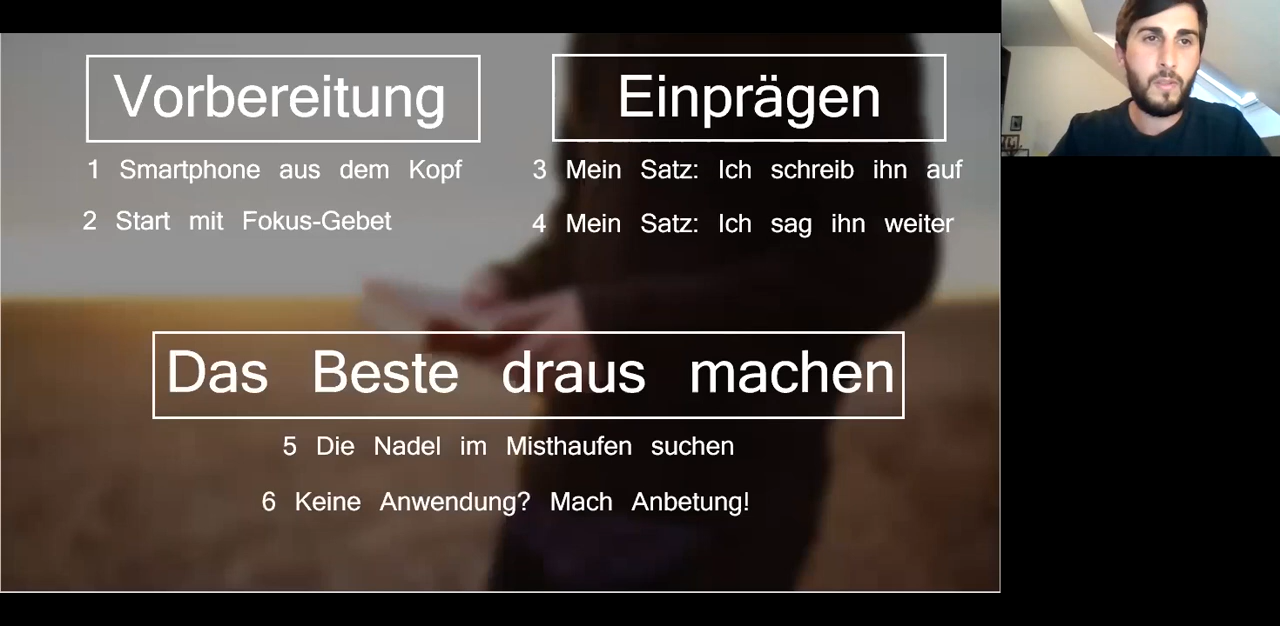 Vorbereitung
1 Smartphone aus dem Kopf
2 Start mit Fokus-Gebet
Einprägen
3 Mein Satz: Ich schreib ihn auf
4 Mein Satz: Ich sag ihn weiter
Das Beste draus machen
5 Die Nadel im Misthaufen suchen
6 Keine Anwendung? Mach Anbetung!